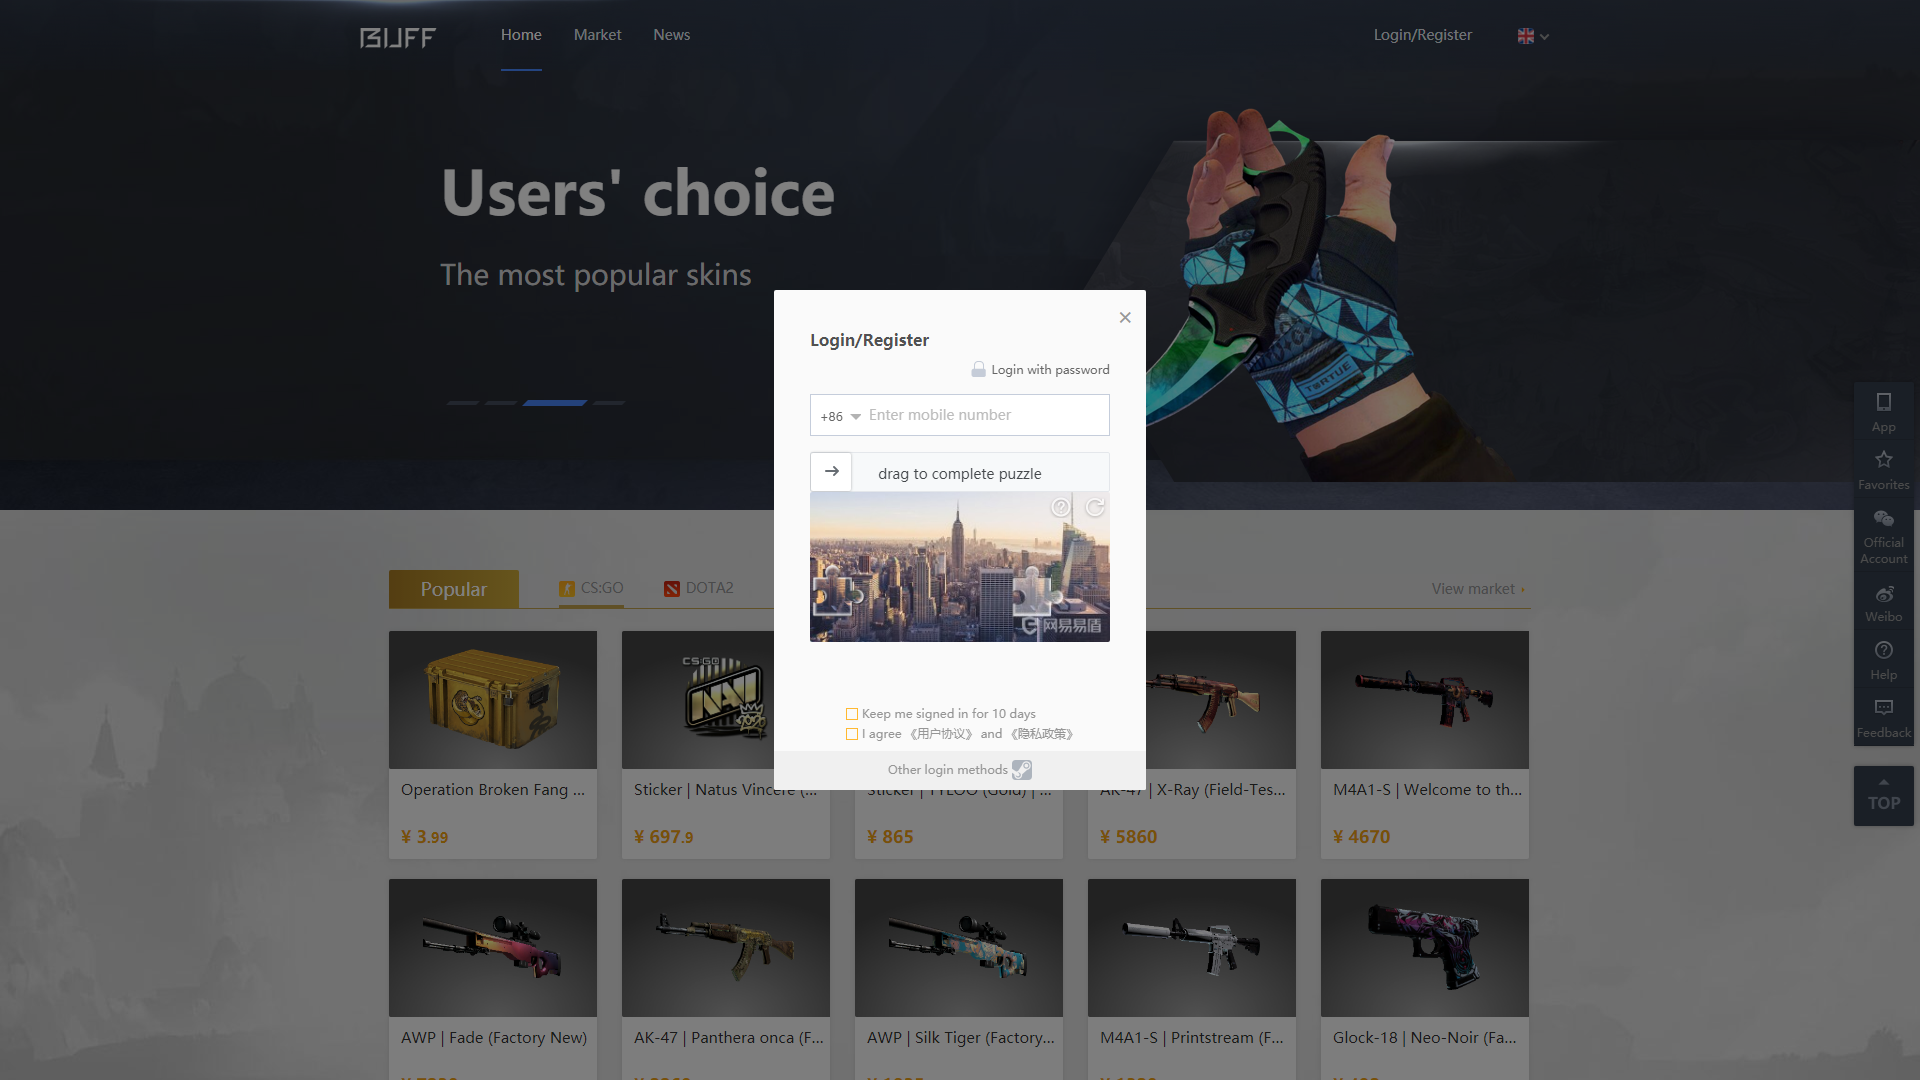 BUFF
Home
Market
News
Login/Register
Users' choice
The most popular skins
TORTUE
Login/Register
Login with password
+86
Enter mobile number
drag to complete puzzle
网易易盾
Keep me signed in for 10 days
I agree 《用户协议》 and 《隐私政策》
Other login methods
App
Favorites
Official
Account
Weibo
Help
Feedback
TOP
Popular
CS:GO
DOTA2
View market
CS:GO
NAVI
Operation Broken Fang ...
Sticker | Natus Vincere (...
Sticker | TYLOO (Gold) | ...
AK-47 | X-Ray (Field-Tes...
M4A1-S | Welcome to th...
¥ 3.99
¥ 697.9
¥ 865
¥ 5860
¥ 4670
AWP | Fade (Factory New)
AK-47 | Panthera onca (F...
AWP | Silk Tiger (Factory...
M4A1-S | Printstream (F...
Glock-18 | Neo-Noir (Fa...